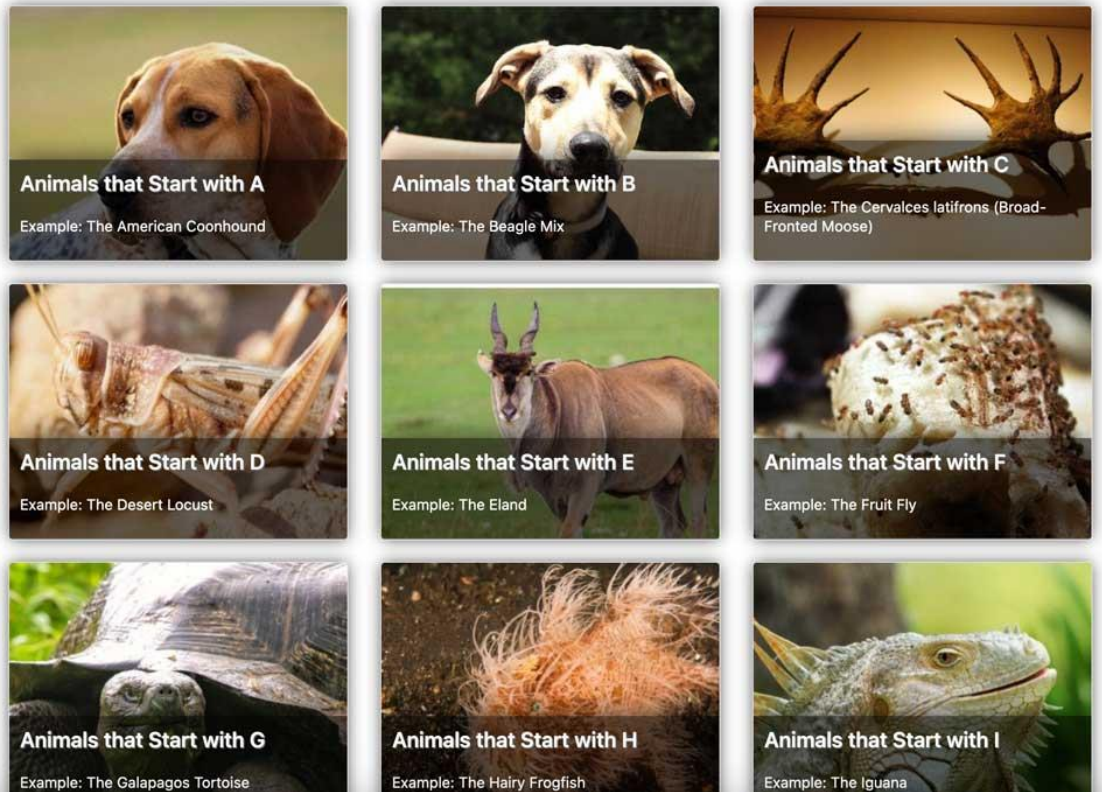 Animals that Start with A
Example: The American Coonhound
Animals that Start with B
Example: The Beagle Mix
Animals that Start with C
Example: The Cervalces latifrons (Broad-
Fronted Moose)
Animals that Start with D
Example: The Desert Locust
Animals that Start with E
Example: The Eland
Animals that Start with F
Example: The Fruit Fly
Animals that Start with G
Example: The Galapagos Tortoise
Animals that Start with H
Example: The Hairy Frogfish
Animals that Start with I
Example: The Iguana